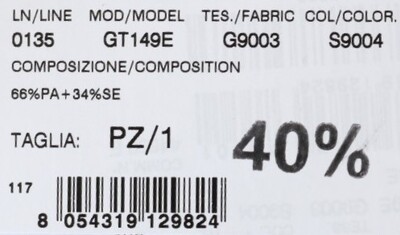 LN/LINE MOD/MODEL TES./FABRIC COL/COLOR.
0135 GT149E G9003 S9004
COMPOSIZIONE/COMPOSITION
66%PA+34%SE
TAGLIA: PZ/1 40%
117
8 054319 129824